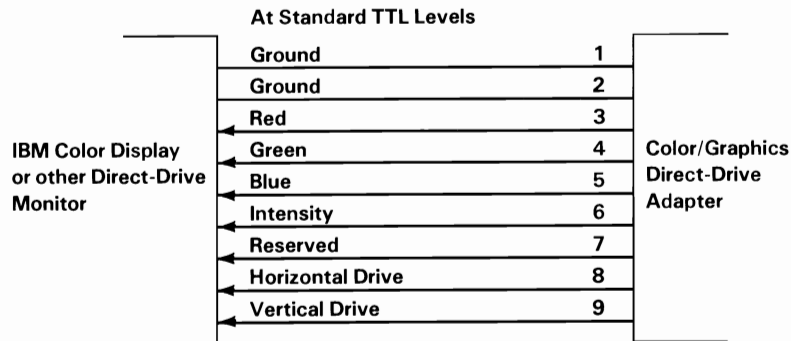 At Standard TTL Levels
Ground 1
Ground 2
Red 3
IBM Color Display
or other Direct-Drive
Monitor
Green 4
Blue 5
Intensity 6
Color/Graphics
Direct-Drive
Adapter
Reserved 7
Horizontal Drive 8
Vertical Drive 9